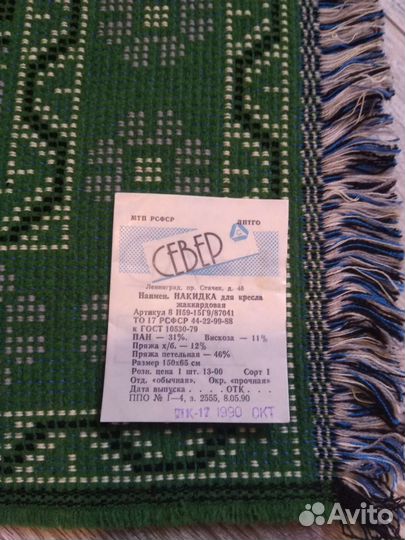 МТП РСФСР ЛНТГО
СЕВЕР
Ленинград, пр. Стачек, д. 48
Наимен. НАКИДКА для кресла
жаккардовая
Артикул 8 Н59-15Г9/87041
ТО 17 РСФСР 44-22-99-88
к ГОСТ 10530-79
ПАН — 31%. Вискоза — 11%
Пряжа х/б. — 12%
Пряжа петельная — 46%
Размер 150х65 см
Розн. цена 1 шт. 13-00 Сорт 1
Отд. «обычная». Окр. «прочная»
Дата выпуска . . . . ОТК . . . .
ППО № 1—4, з. 2555, 8.05.90
ОТК-17 1990 ОКТ
Avito